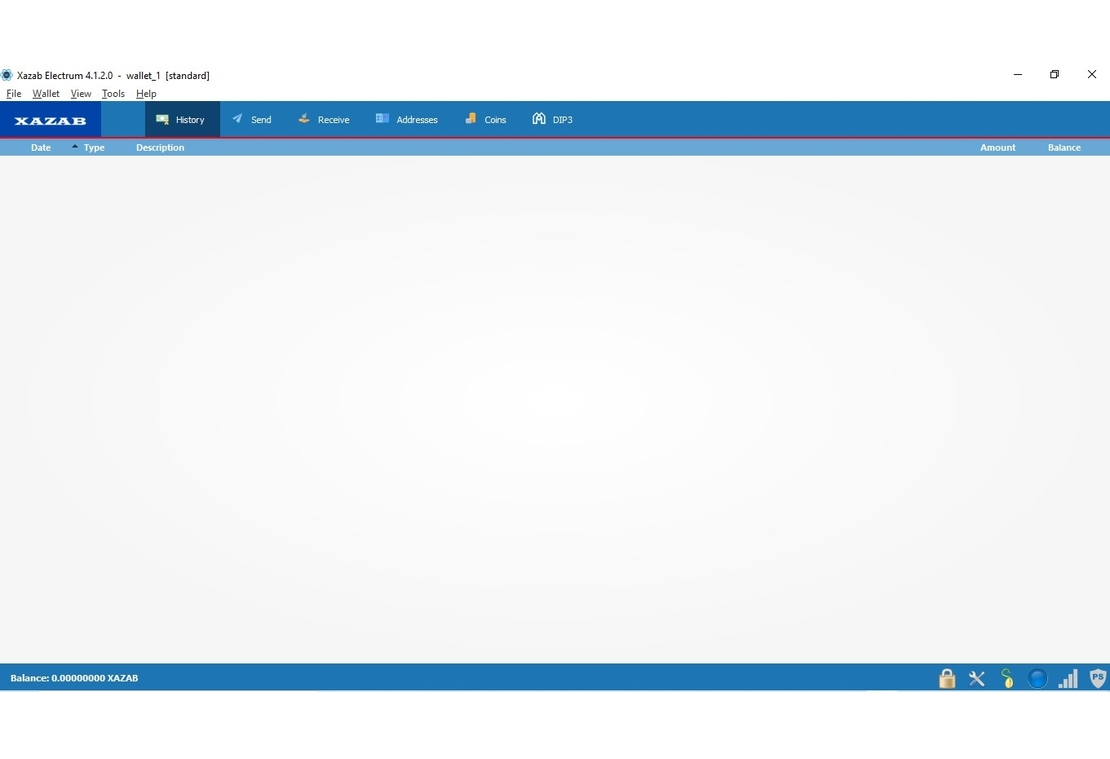 Xazab Electrum 4.1.2.0 - wallet_1 [standard]
File Wallet View Tools Help
XAZAB History Send Receive Addresses Coins DIP3
Date Type Description Amount Balance
Balance: 0.00000000 XAZAB PS